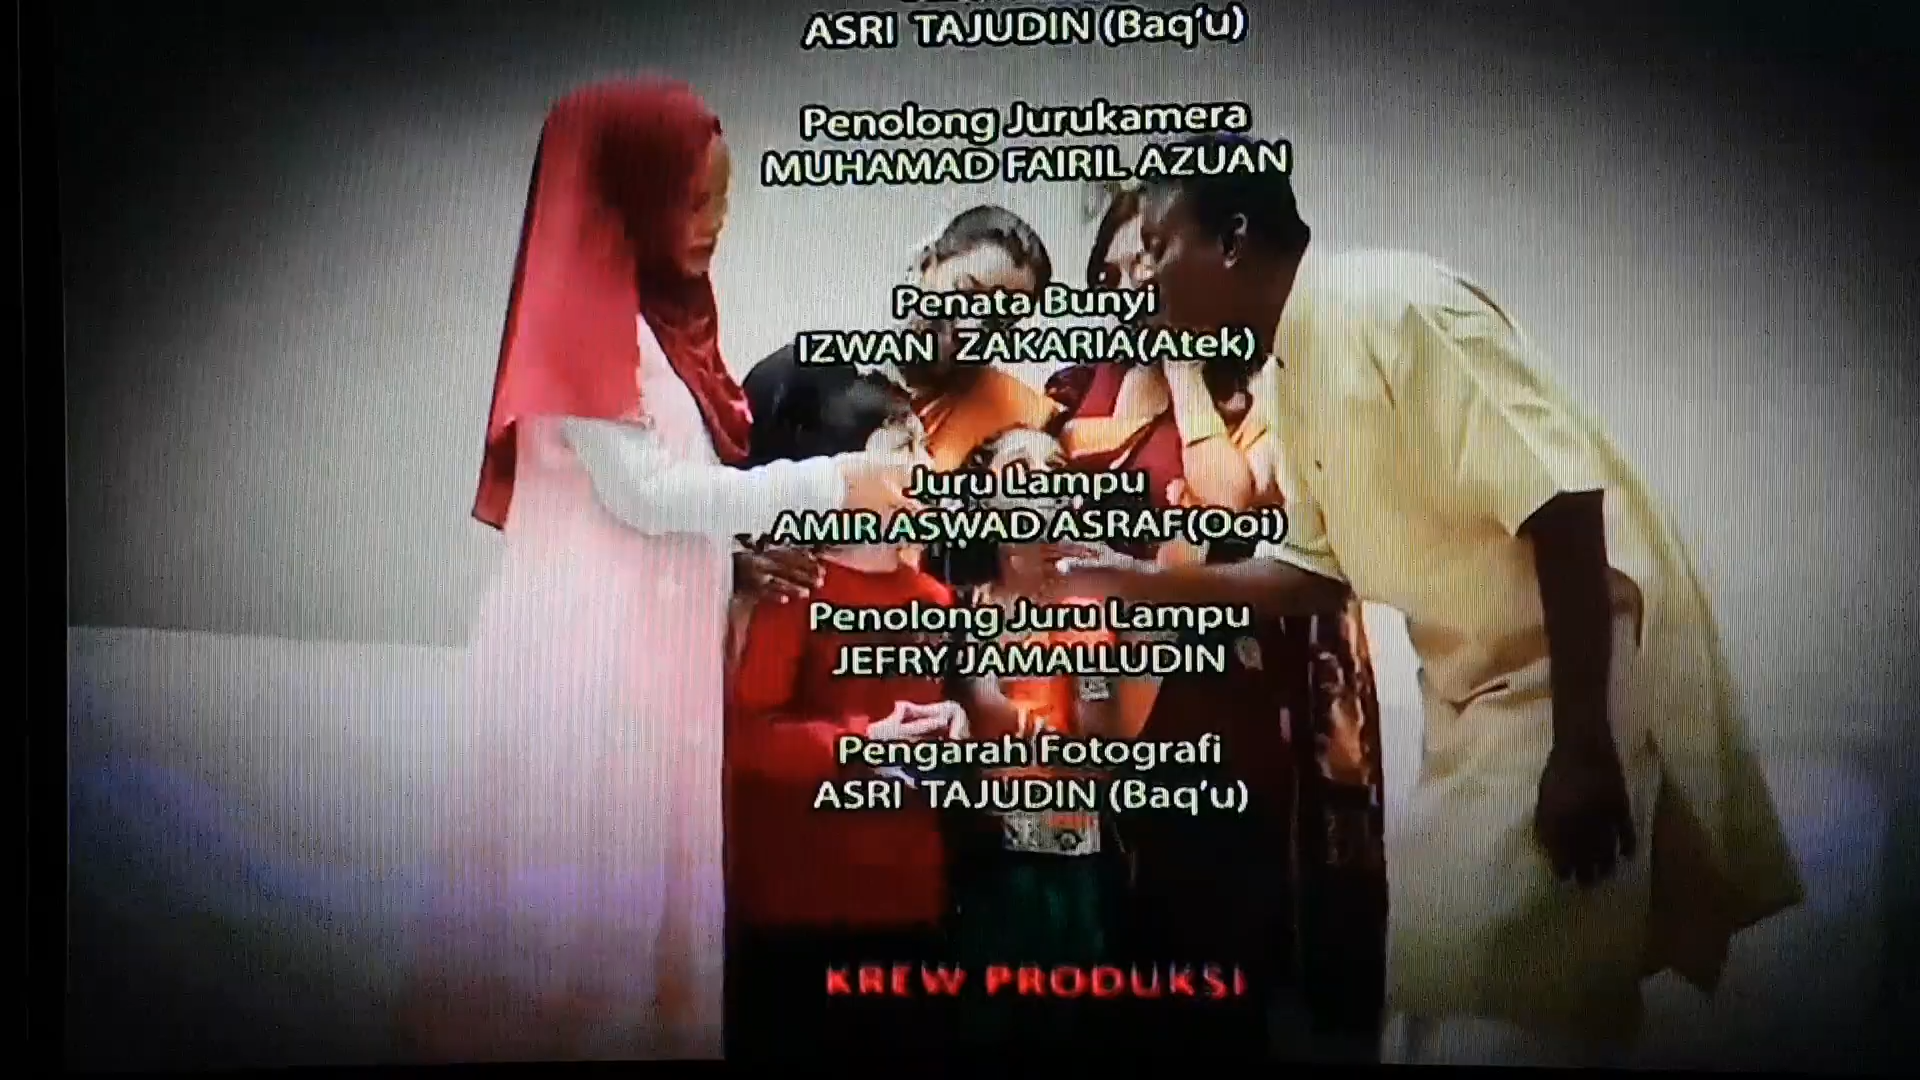 ASRI TAJUDIN (Baq'u)
Penolong Jurukamera
MUHAMAD FAIRIL AZUAN
Penata Bunyi
IZWAN ZAKARIA(Atek)
Juru Lampu
AMIR ASWAD ASRAF(Ooi)
Penolong Juru Lampu
JEFRY JAMALLUDIN
Pengarah Fotografi
ASRI TAJUDIN (Baq'u)
KREW PRODUKSI